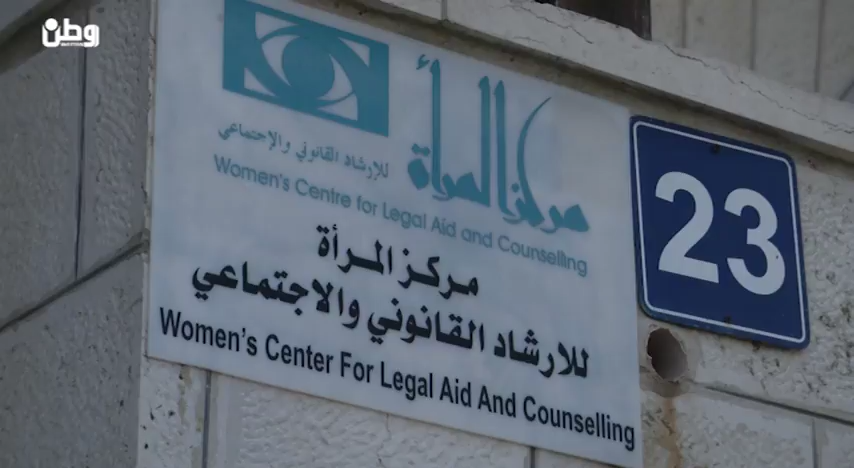 وطن
مركز المرأة
للإرشاد القانوني والإجتماعي
Women's Centre for Legal Aid and Counselling
مركز المرأة
للارشاد القانوني والاجتماعي
Women's Center For Legal Aid And Counselling
23